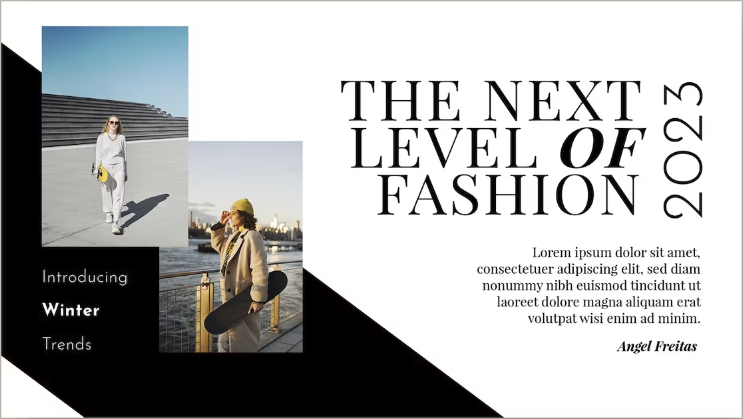 THE NEXT
LEVEL OF
FASHION
2023
Lorem ipsum dolor sit amet,
consectetuer adipiscing elit, sed diam
nonummy nibh euismod tincidunt ut
laoreet dolore magna aliquam erat
volutpat wisi enim ad minim.
Angel Freitas
Introducing
Winter
Trends